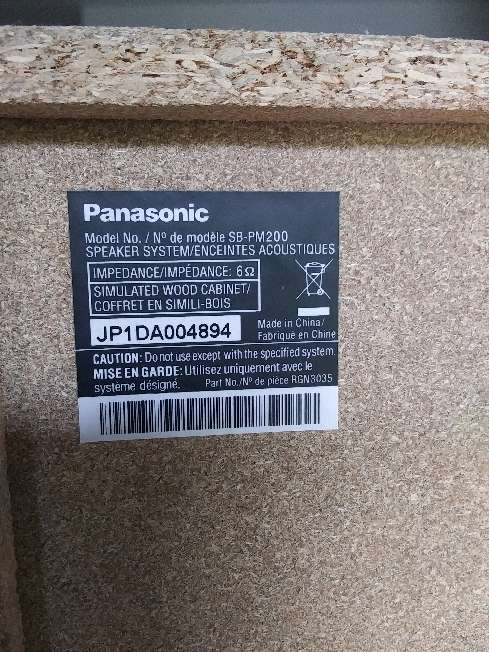 Panasonic
Model No. / Nº de modèle SB-PM200
SPEAKER SYSTEM/ENCEINTES ACOUSTIQUES
IMPEDANCE/IMPÉDANCE: 6Ω
SIMULATED WOOD CABINET/
COFFRET EN SIMILI-BOIS
JP1DA004894
Made in China/
Fabriqué en Chine
CAUTION: Do not use except with the specified system.
MISE EN GARDE: Utilisez uniquement avec le
système désigné.
Part No./Nº de pièce RGN3035